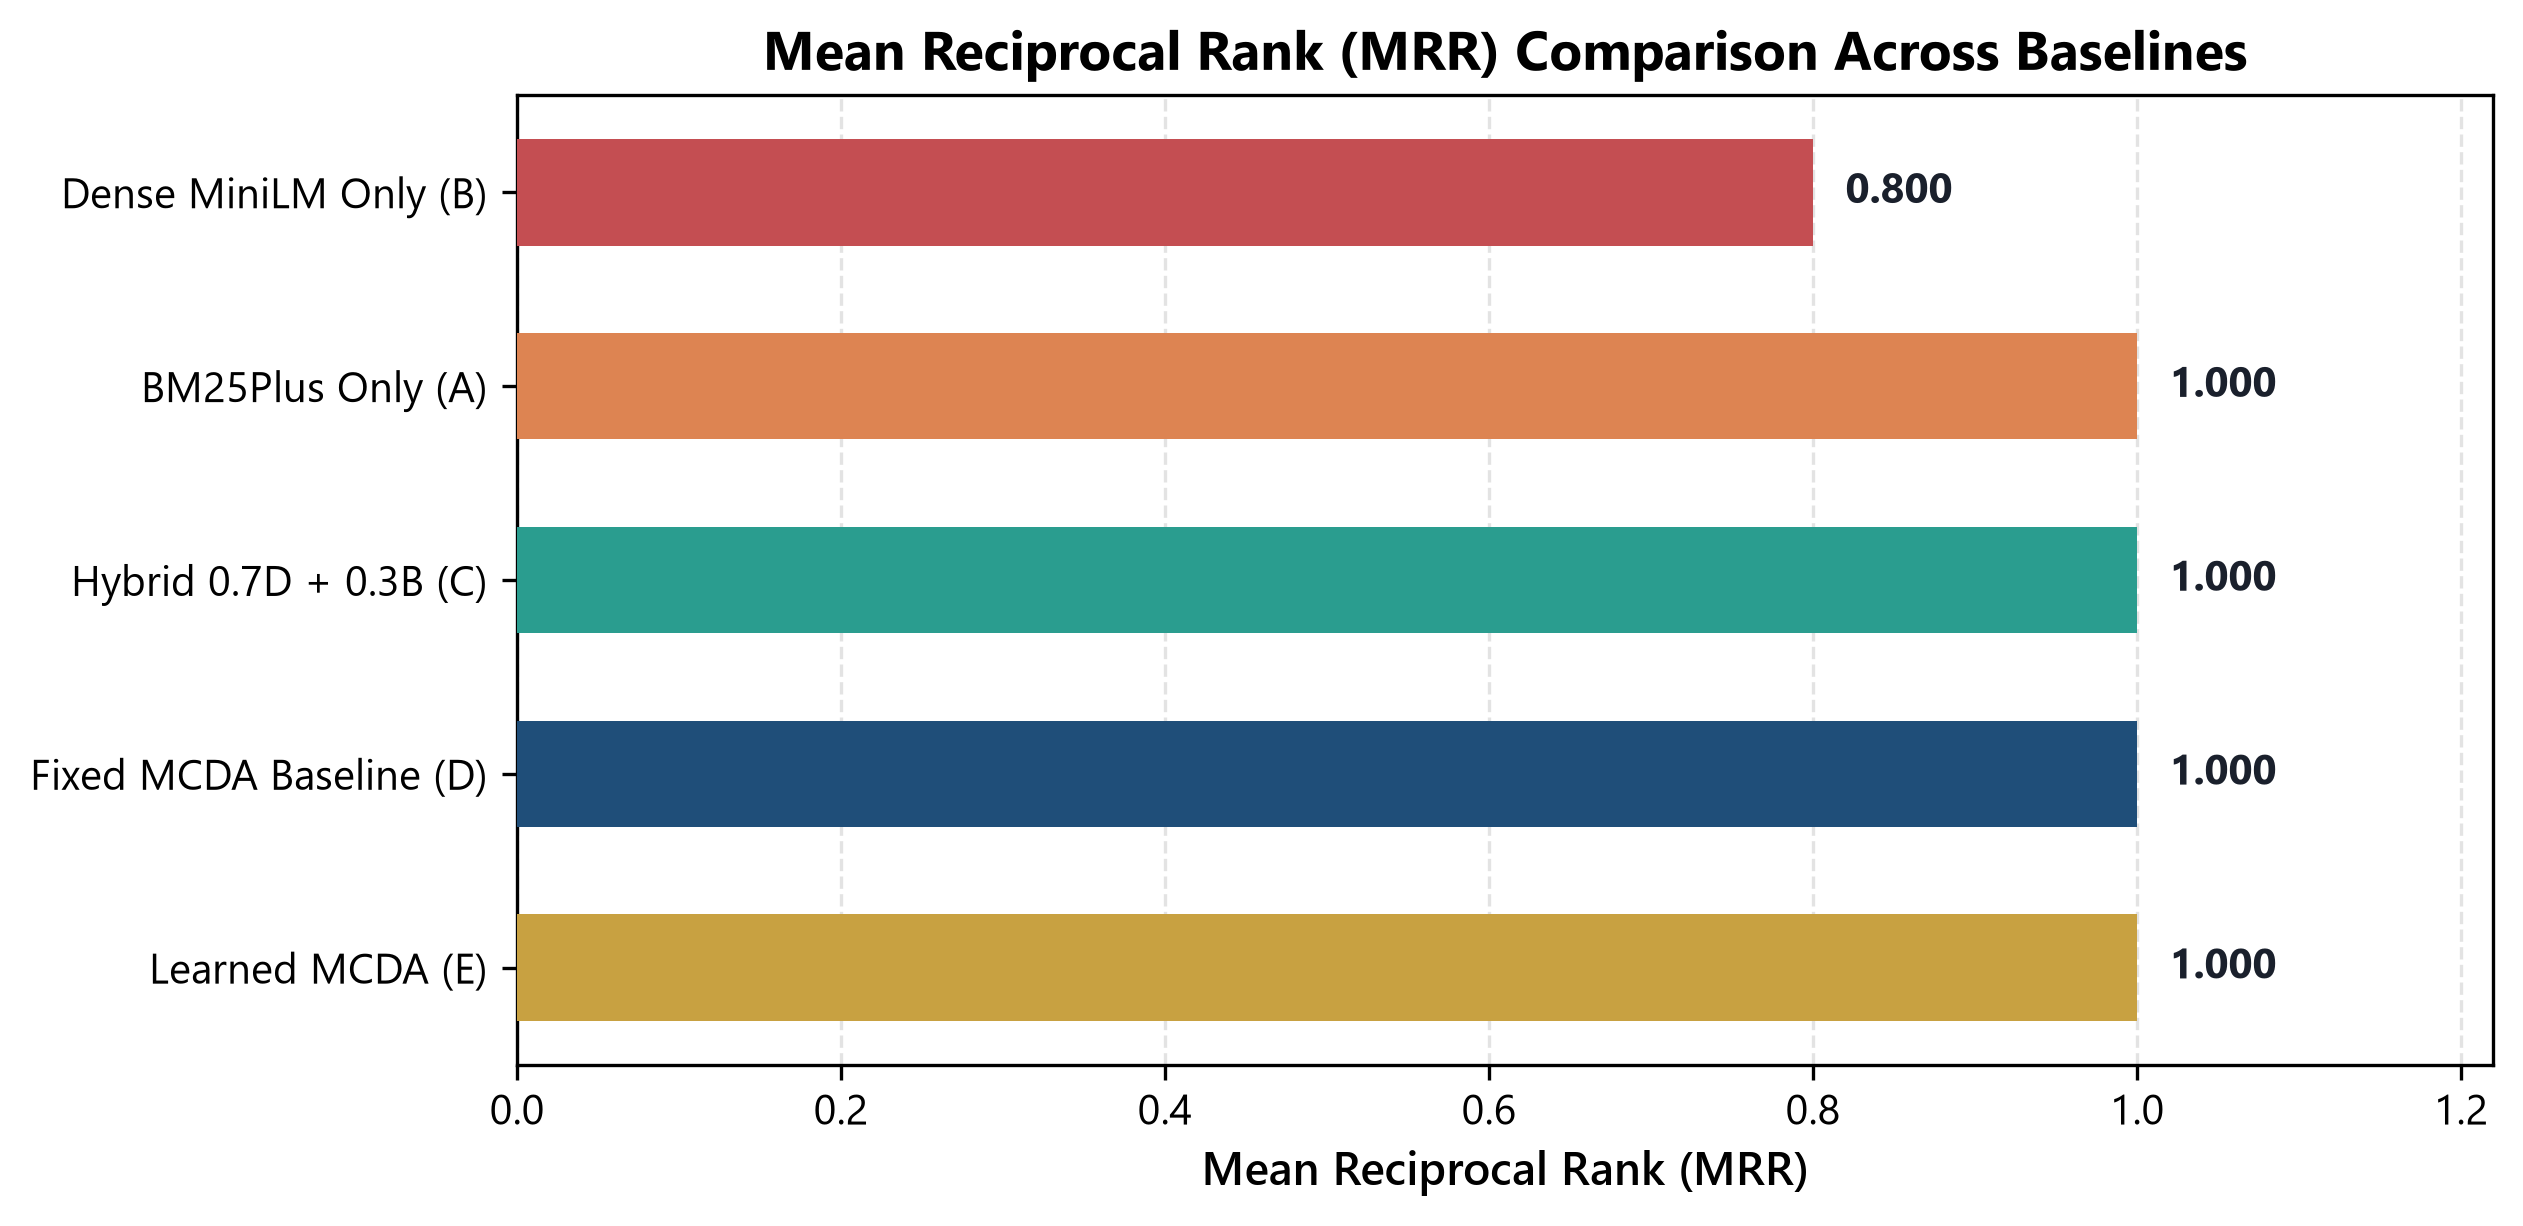 Mean Reciprocal Rank (MRR) Comparison Across Baselines
Dense MiniLM Only (B)
0.800
BM25Plus Only (A)
1.000
Hybrid 0.7D + 0.3B (C)
1.000
Fixed MCDA Baseline (D)
1.000
Learned MCDA (E)
1.000
0.0 0.2 0.4 0.6 0.8 1.0 1.2
Mean Reciprocal Rank (MRR)